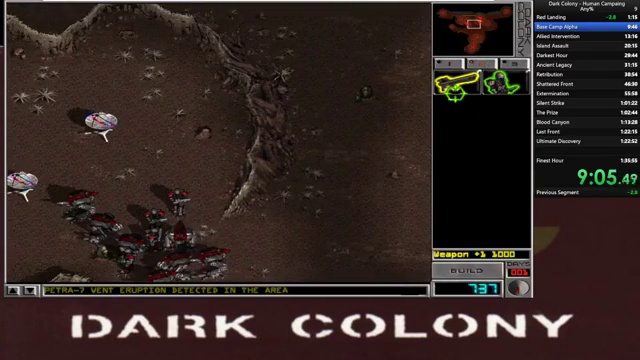 Dark Colony - Human Campaing
Any% 9
Red Landing -2.8 1:15
Base Camp Alpha 9:46
Allied Intervention 13:16
Island Assault 20:15
Darkest Hour 29:44
Ancient Legacy 31:15
Retribution 38:54
Shattered Front 46:30
Extermination 55:58
Silent Strike 1:01:22
The Prize 1:02:44
Blood Canyon 1:13:28
Last Front 1:22:15
Ultimate Discovery 1:22:52
Finest Hour 1:35:55
9:05.49
Previous Segment -2.8
Weapon +1 1000
BUILD
DAYS
001
737
PETRA-7 VENT ERUPTION DETECTED IN THE AREA
DARK COLONY